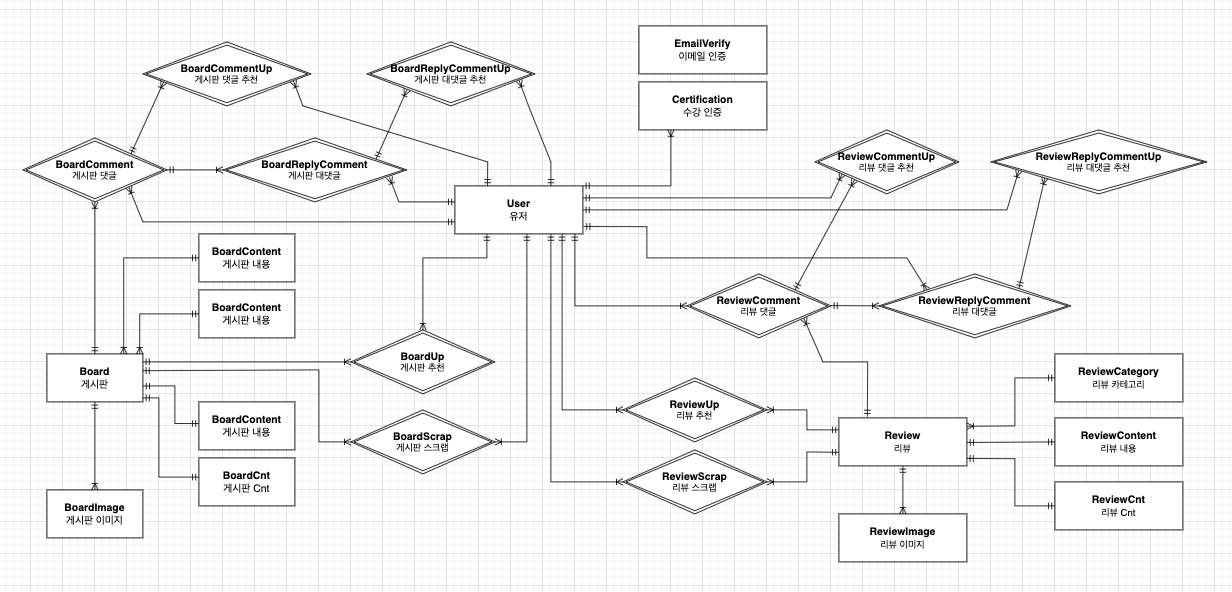 EmailVerify
이메일 인증
BoardCommentUp
게시판 댓글 추천
BoardReplyCommentUp
게시판 대댓글 추천
Certification
수강 인증
BoardComment
게시판 댓글
BoardReplyComment
게시판 대댓글
ReviewCommentUp
리뷰 댓글 추천
ReviewReplyCommentUp
리뷰 대댓글 추천
User
유저
BoardContent
게시판 내용
BoardContent
게시판 내용
ReviewComment
리뷰 댓글
ReviewReplyComment
리뷰 대댓글
Board
게시판
BoardUp
게시판 추천
ReviewCategory
리뷰 카테고리
BoardContent
게시판 내용
BoardScrap
게시판 스크랩
ReviewUp
리뷰 추천
Review
리뷰
ReviewContent
리뷰 내용
BoardCnt
게시판 Cnt
ReviewScrap
리뷰 스크랩
ReviewCnt
리뷰 Cnt
BoardImage
게시판 이미지
ReviewImage
리뷰 이미지